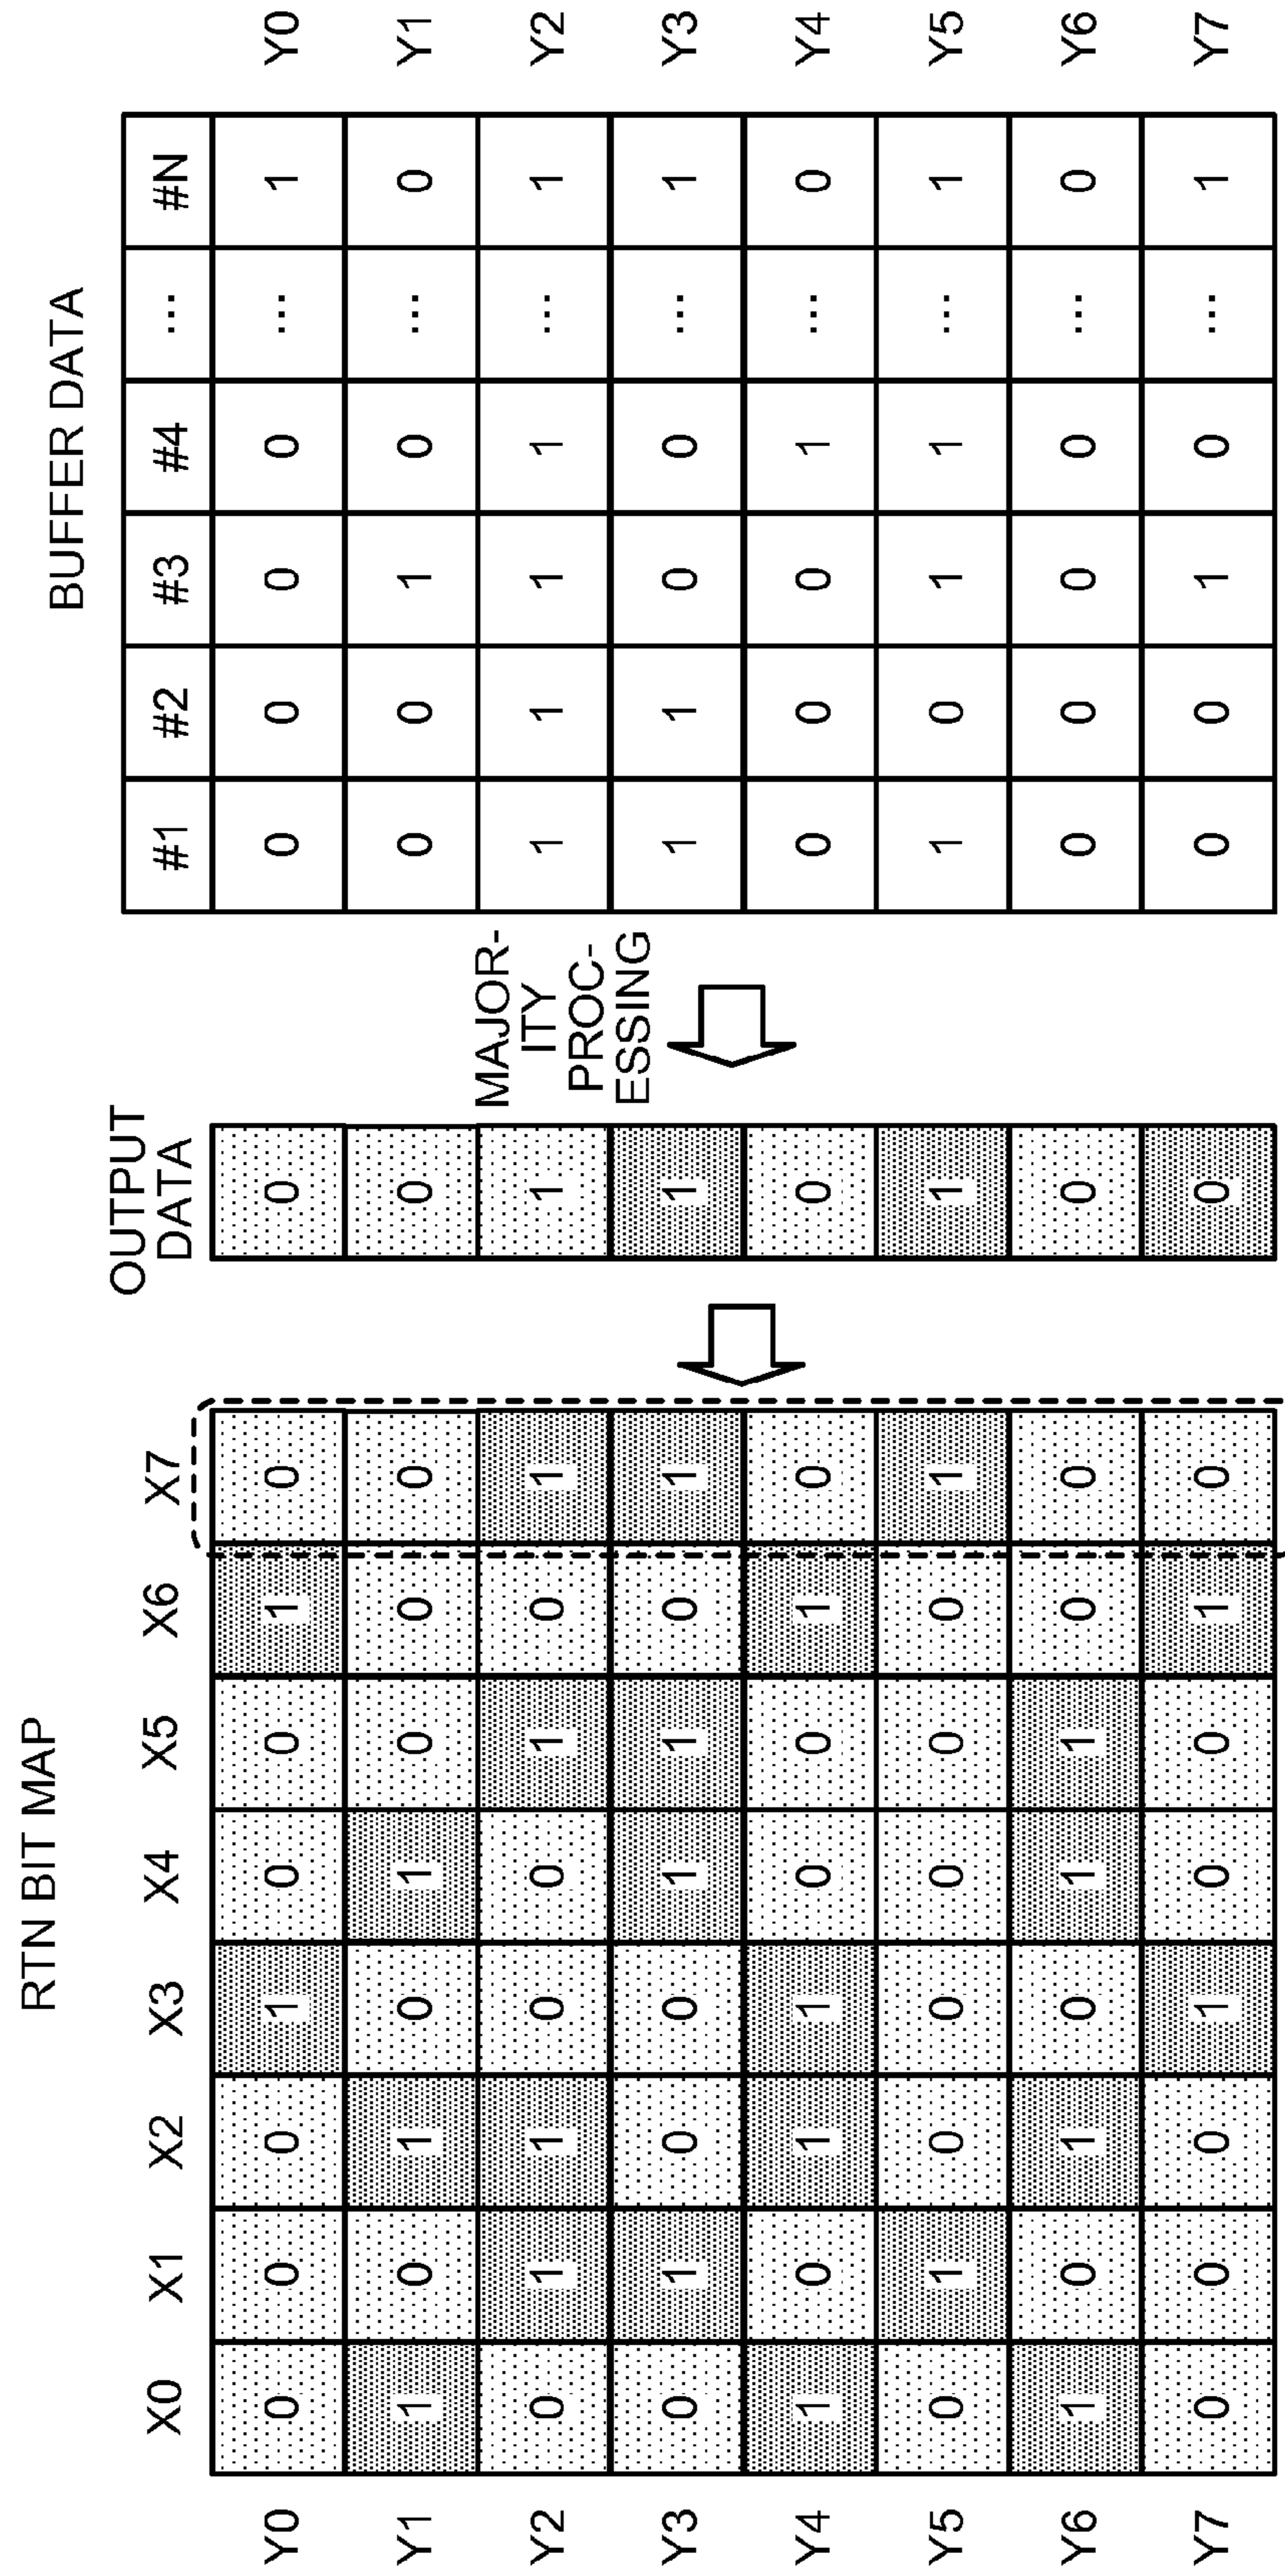 RTN BIT MAP
X0 X1 X2 X3 X4 X5 X6 X7
Y0 0 0 0 1 0 0 1 0
Y1 1 0 1 0 1 0 0 0
Y2 0 1 1 0 0 1 0 1
Y3 0 1 0 0 1 1 0 1
Y4 1 0 1 1 0 0 1 0
Y5 0 1 0 0 0 0 0 1
Y6 1 0 1 0 1 1 0 0
Y7 0 0 0 1 0 0 1 0
OUTPUT
DATA
0
0
1
1
0
1
0
0
MAJOR-
ITY
PROC-
ESSING
BUFFER DATA
#1 #2 #3 #4 ... #N
0 0 0 0 ... 1 Y0
0 0 1 0 ... 0 Y1
1 1 1 1 ... 1 Y2
1 1 0 0 ... 1 Y3
0 0 0 1 ... 0 Y4
1 0 1 1 ... 1 Y5
0 0 0 0 ... 0 Y6
0 0 1 0 ... 1 Y7